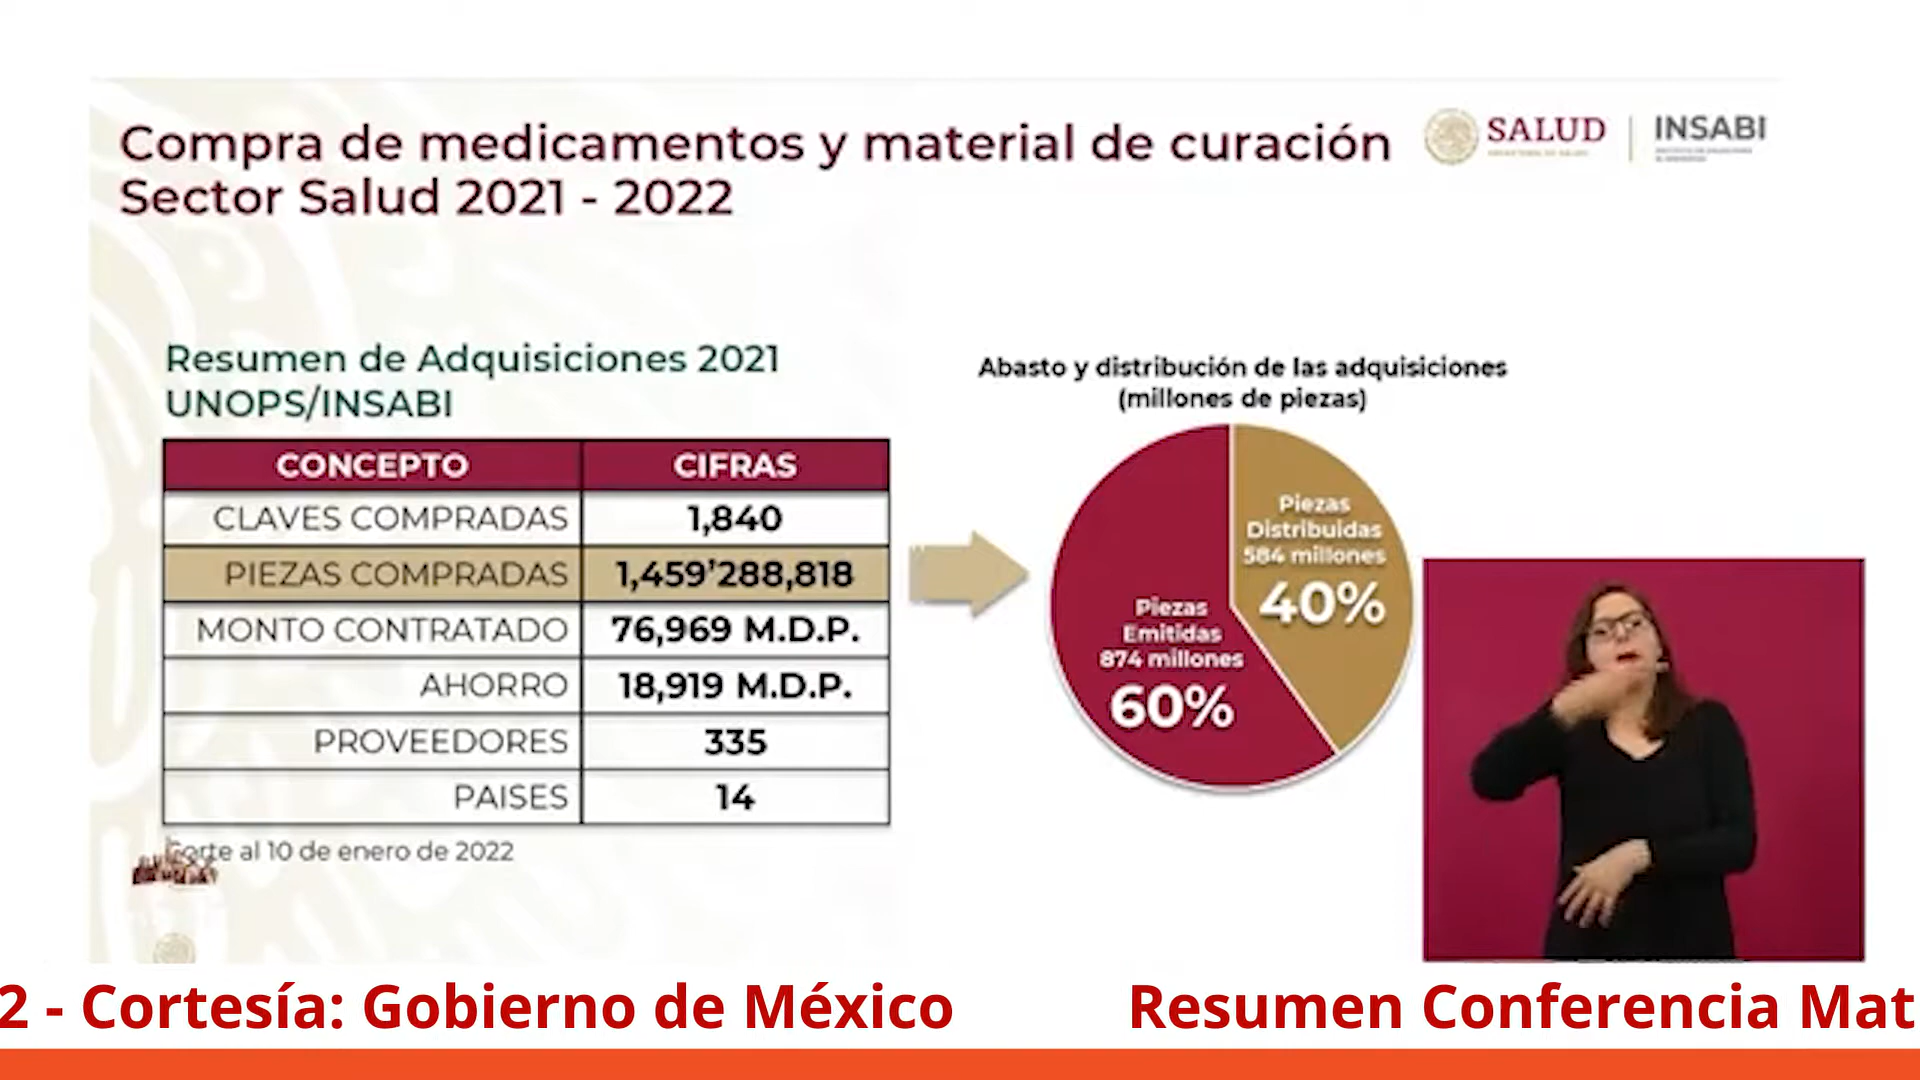 Compra de medicamentos y material de curación
Sector Salud 2021 - 2022
SALUD
INSABI
Resumen de Adquisiciones 2021
UNOPS/INSABI
CONCEPTO CIFRAS
CLAVES COMPRADAS 1,840
PIEZAS COMPRADAS 1,459’288,818
MONTO CONTRATADO 76,969 M.D.P.
AHORRO 18,919 M.D.P.
PROVEEDORES 335
PAISES 14
Corte al 10 de enero de 2022
Abasto y distribución de las adquisiciones
(millones de piezas)
Piezas
Distribuidas
584 millones
40%
Piezas
Emitidas
874 millones
60%
2 - Cortesía: Gobierno de México
Resumen Conferencia Mat